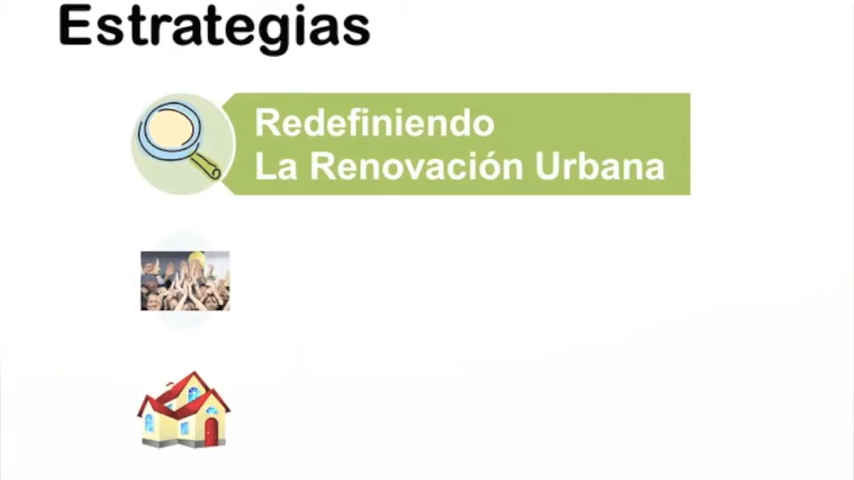 Estrategias
Redefiniendo
La Renovación Urbana